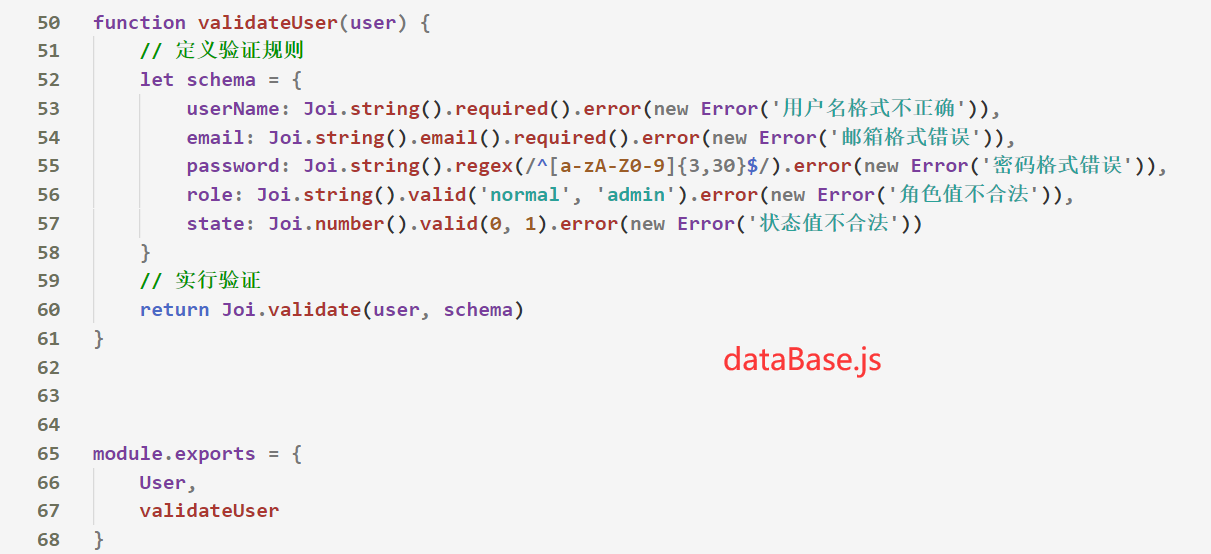 50 function validateUser(user) {
51 // 定义验证规则
52 let schema = {
53 userName: Joi.string().required().error(new Error('用户名格式不正确')),
54 email: Joi.string().email().required().error(new Error('邮箱格式错误')),
55 password: Joi.string().regex(/^[a-zA-Z0-9]{3,30}$/).error(new Error('密码格式错误')),
56 role: Joi.string().valid('normal', 'admin').error(new Error('角色值不合法')),
57 state: Joi.number().valid(0, 1).error(new Error('状态值不合法'))
58 }
59 // 实行验证
60 return Joi.validate(user, schema)
61 }
dataBase.js
62
63
64
65 module.exports = {
66 User,
67 validateUser
68 }